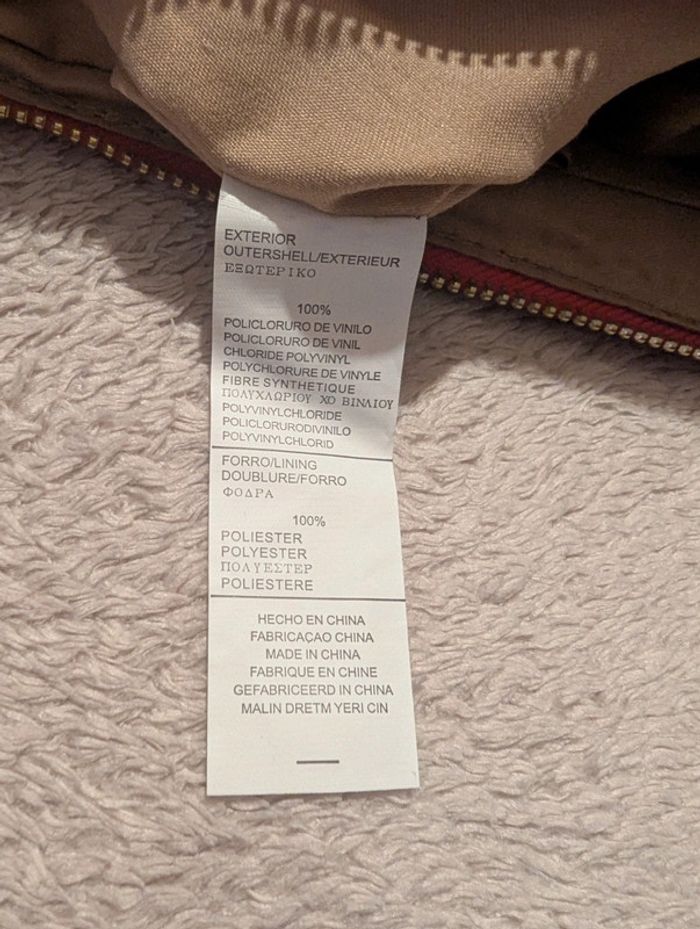 EXTERIOR
OUTERSHELL/EXTERIEUR
ΕΞΩΤΕΡΙΚΟ
100%
POLICLORURO DE VINILO
POLICLORURO DE VINIL
CHLORIDE POLYVINYL
POLYCHLORURE DE VINYLE
FIBRE SYNTHETIQUE
ΠΟΛΥΧΛΩΡΙΟΥ ΧΟ ΒΙΝΛΙΟΥ
POLYVINYLCHLORIDE
POLICLORURODIVINILO
POLYVINYLCHLORID
FORRO/LINING
DOUBLURE/FORRO
ΦΟΔΡΑ
100%
POLIESTER
POLYESTER
ΠΟΛΥΕΣΤΕΡ
POLIESTERE
HECHO EN CHINA
FABRICAÇAO CHINA
MADE IN CHINA
FABRIQUE EN CHINE
GEFABRICEERD IN CHINA
MALIN DRETM YERI CIN